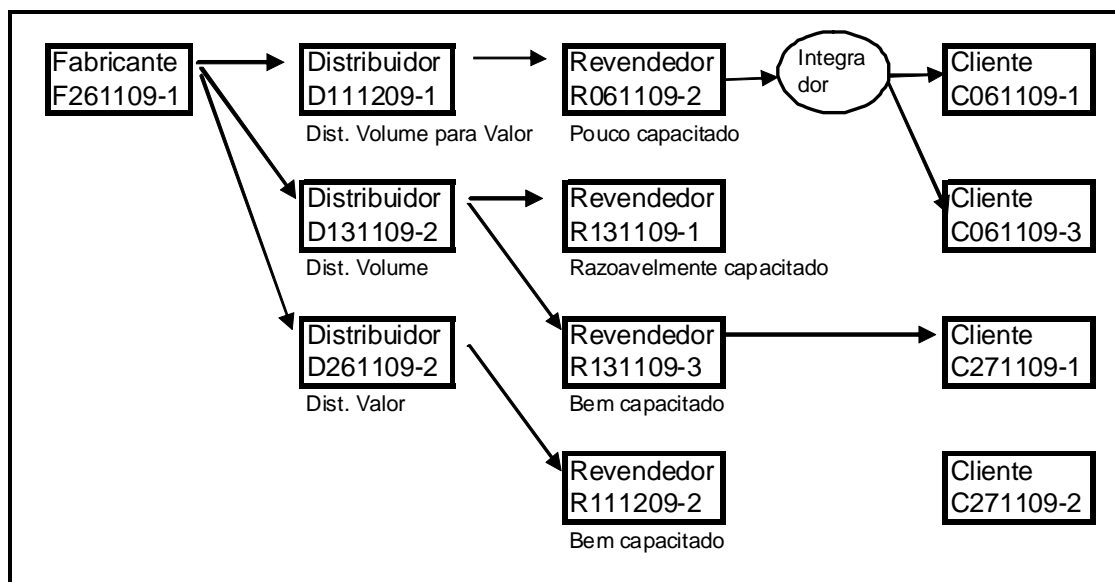 Fabricante
F261109-1
Distribuidor
D111209-1
Dist. Volume para Valor
Revendedor
R061109-2
Pouco capacitado
Integra
dor
Cliente
C061109-1
Distribuidor
D131109-2
Dist. Volume
Revendedor
R131109-1
Razoavelmente capacitado
Cliente
C061109-3
Distribuidor
D261109-2
Dist. Valor
Revendedor
R131109-3
Bem capacitado
Cliente
C271109-1
Revendedor
R111209-2
Bem capacitado
Cliente
C271109-2